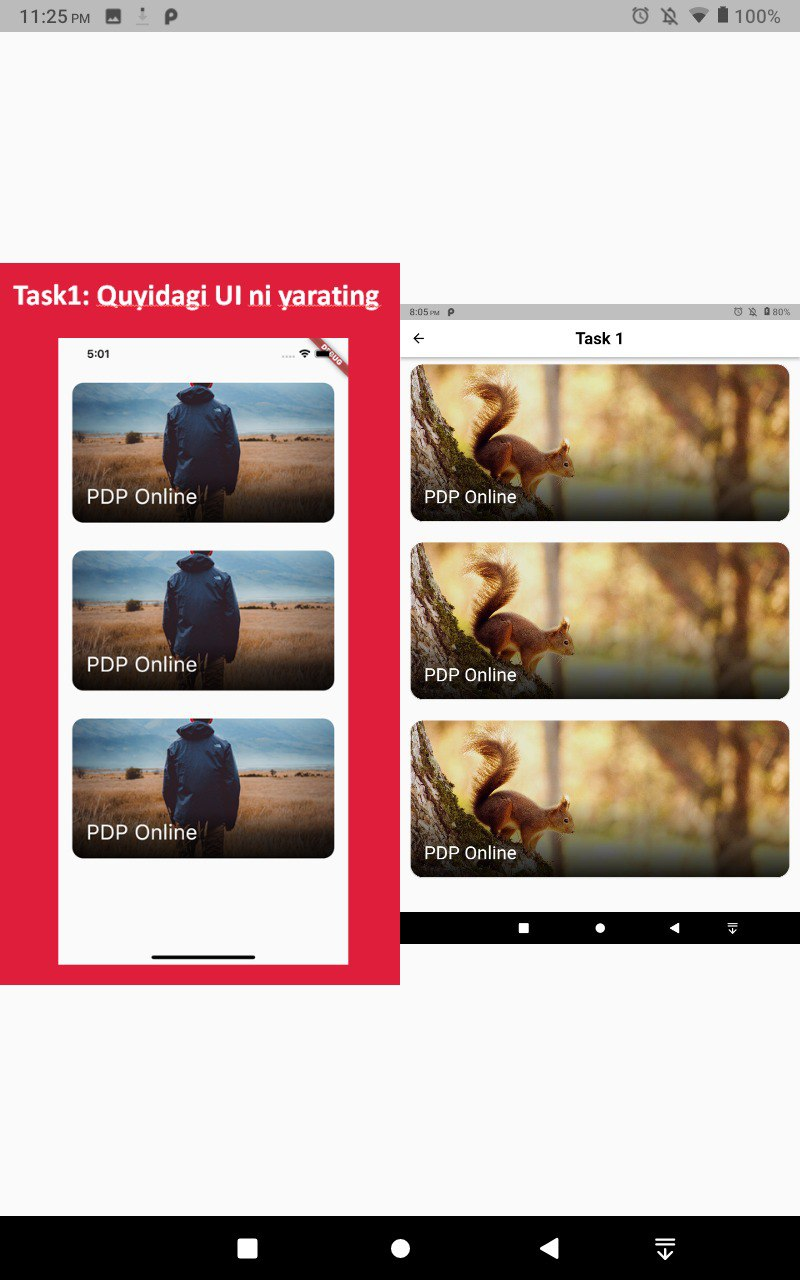 11:25 PM
100%
Task1: Quyidagi UI ni yarating
5:01
DEBUG
PDP Online
PDP Online
PDP Online
8:05 PM
80%
Task 1
PDP Online
PDP Online
PDP Online